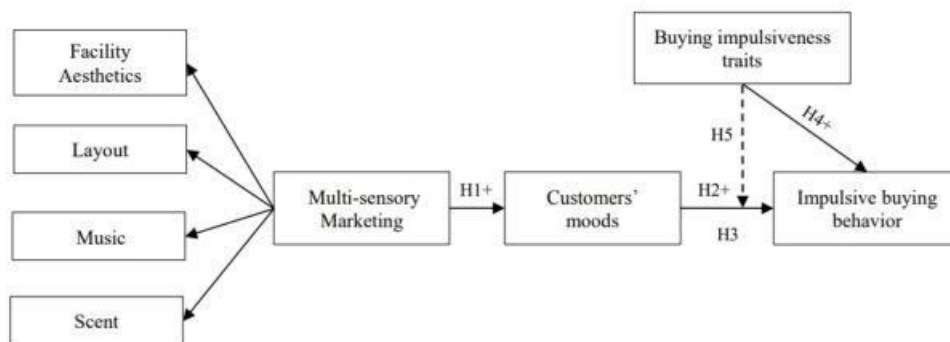 Facility
Aesthetics
Layout
Music
Scent
Multi-sensory
Marketing
H1+
Customers'
moods
H2+
H3
Buying impulsiveness
traits
H5
H4+
Impulsive buying
behavior